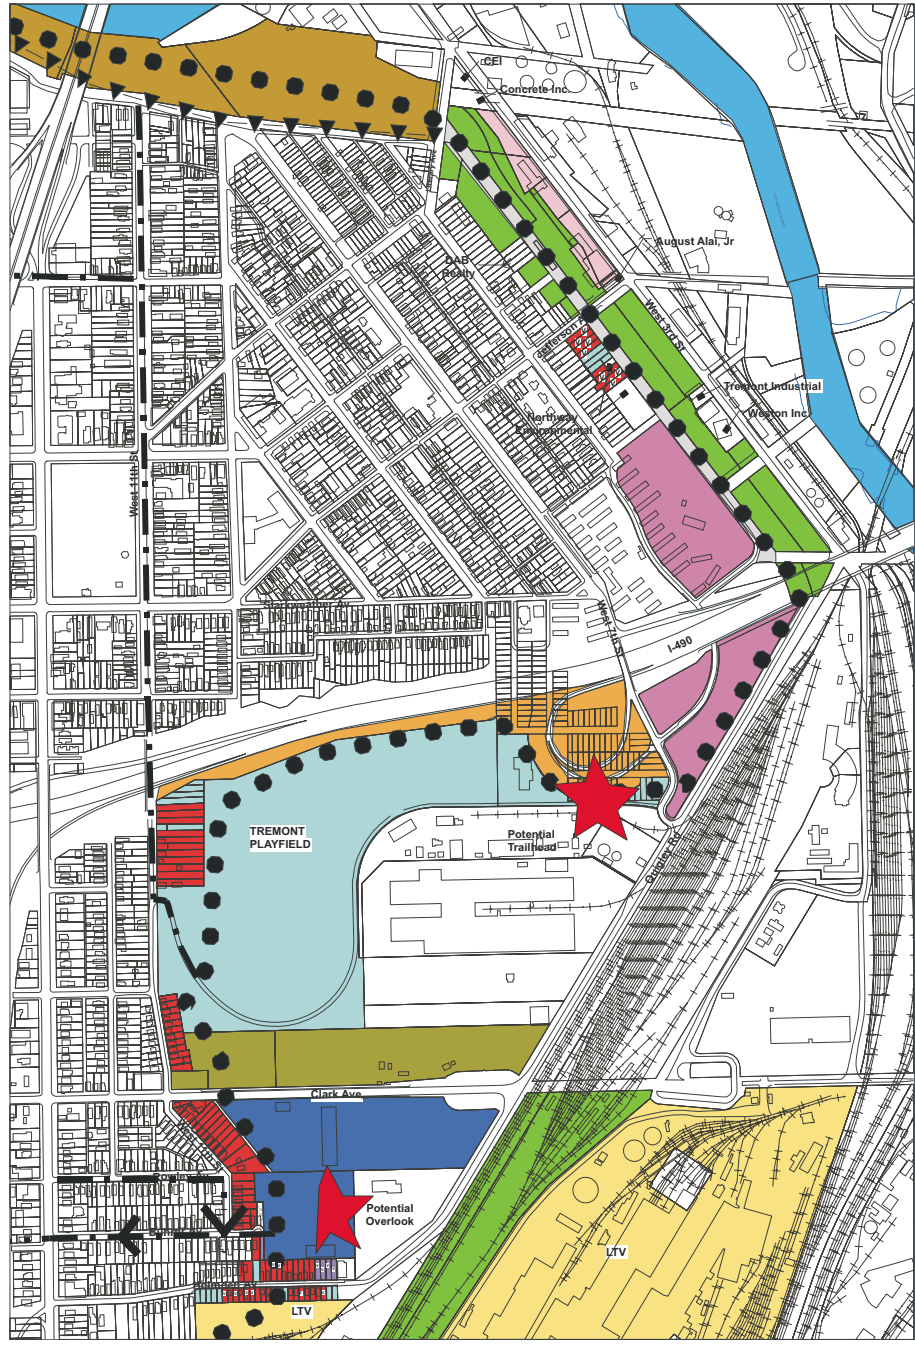 CEI
Concrete Inc.
August Alai, Jr
DAB
Realty
West 3rd St
Jefferson A
Tremont Industrial
Weston Inc.
Northway
Environmental
West 11th St
Starkweather Av
West 7th St
I-490
TREMONT
PLAYFIELD
Potential
Trailhead
Quigley Rd
Clark Ave.
Potential
Overlook
LTV
LTV